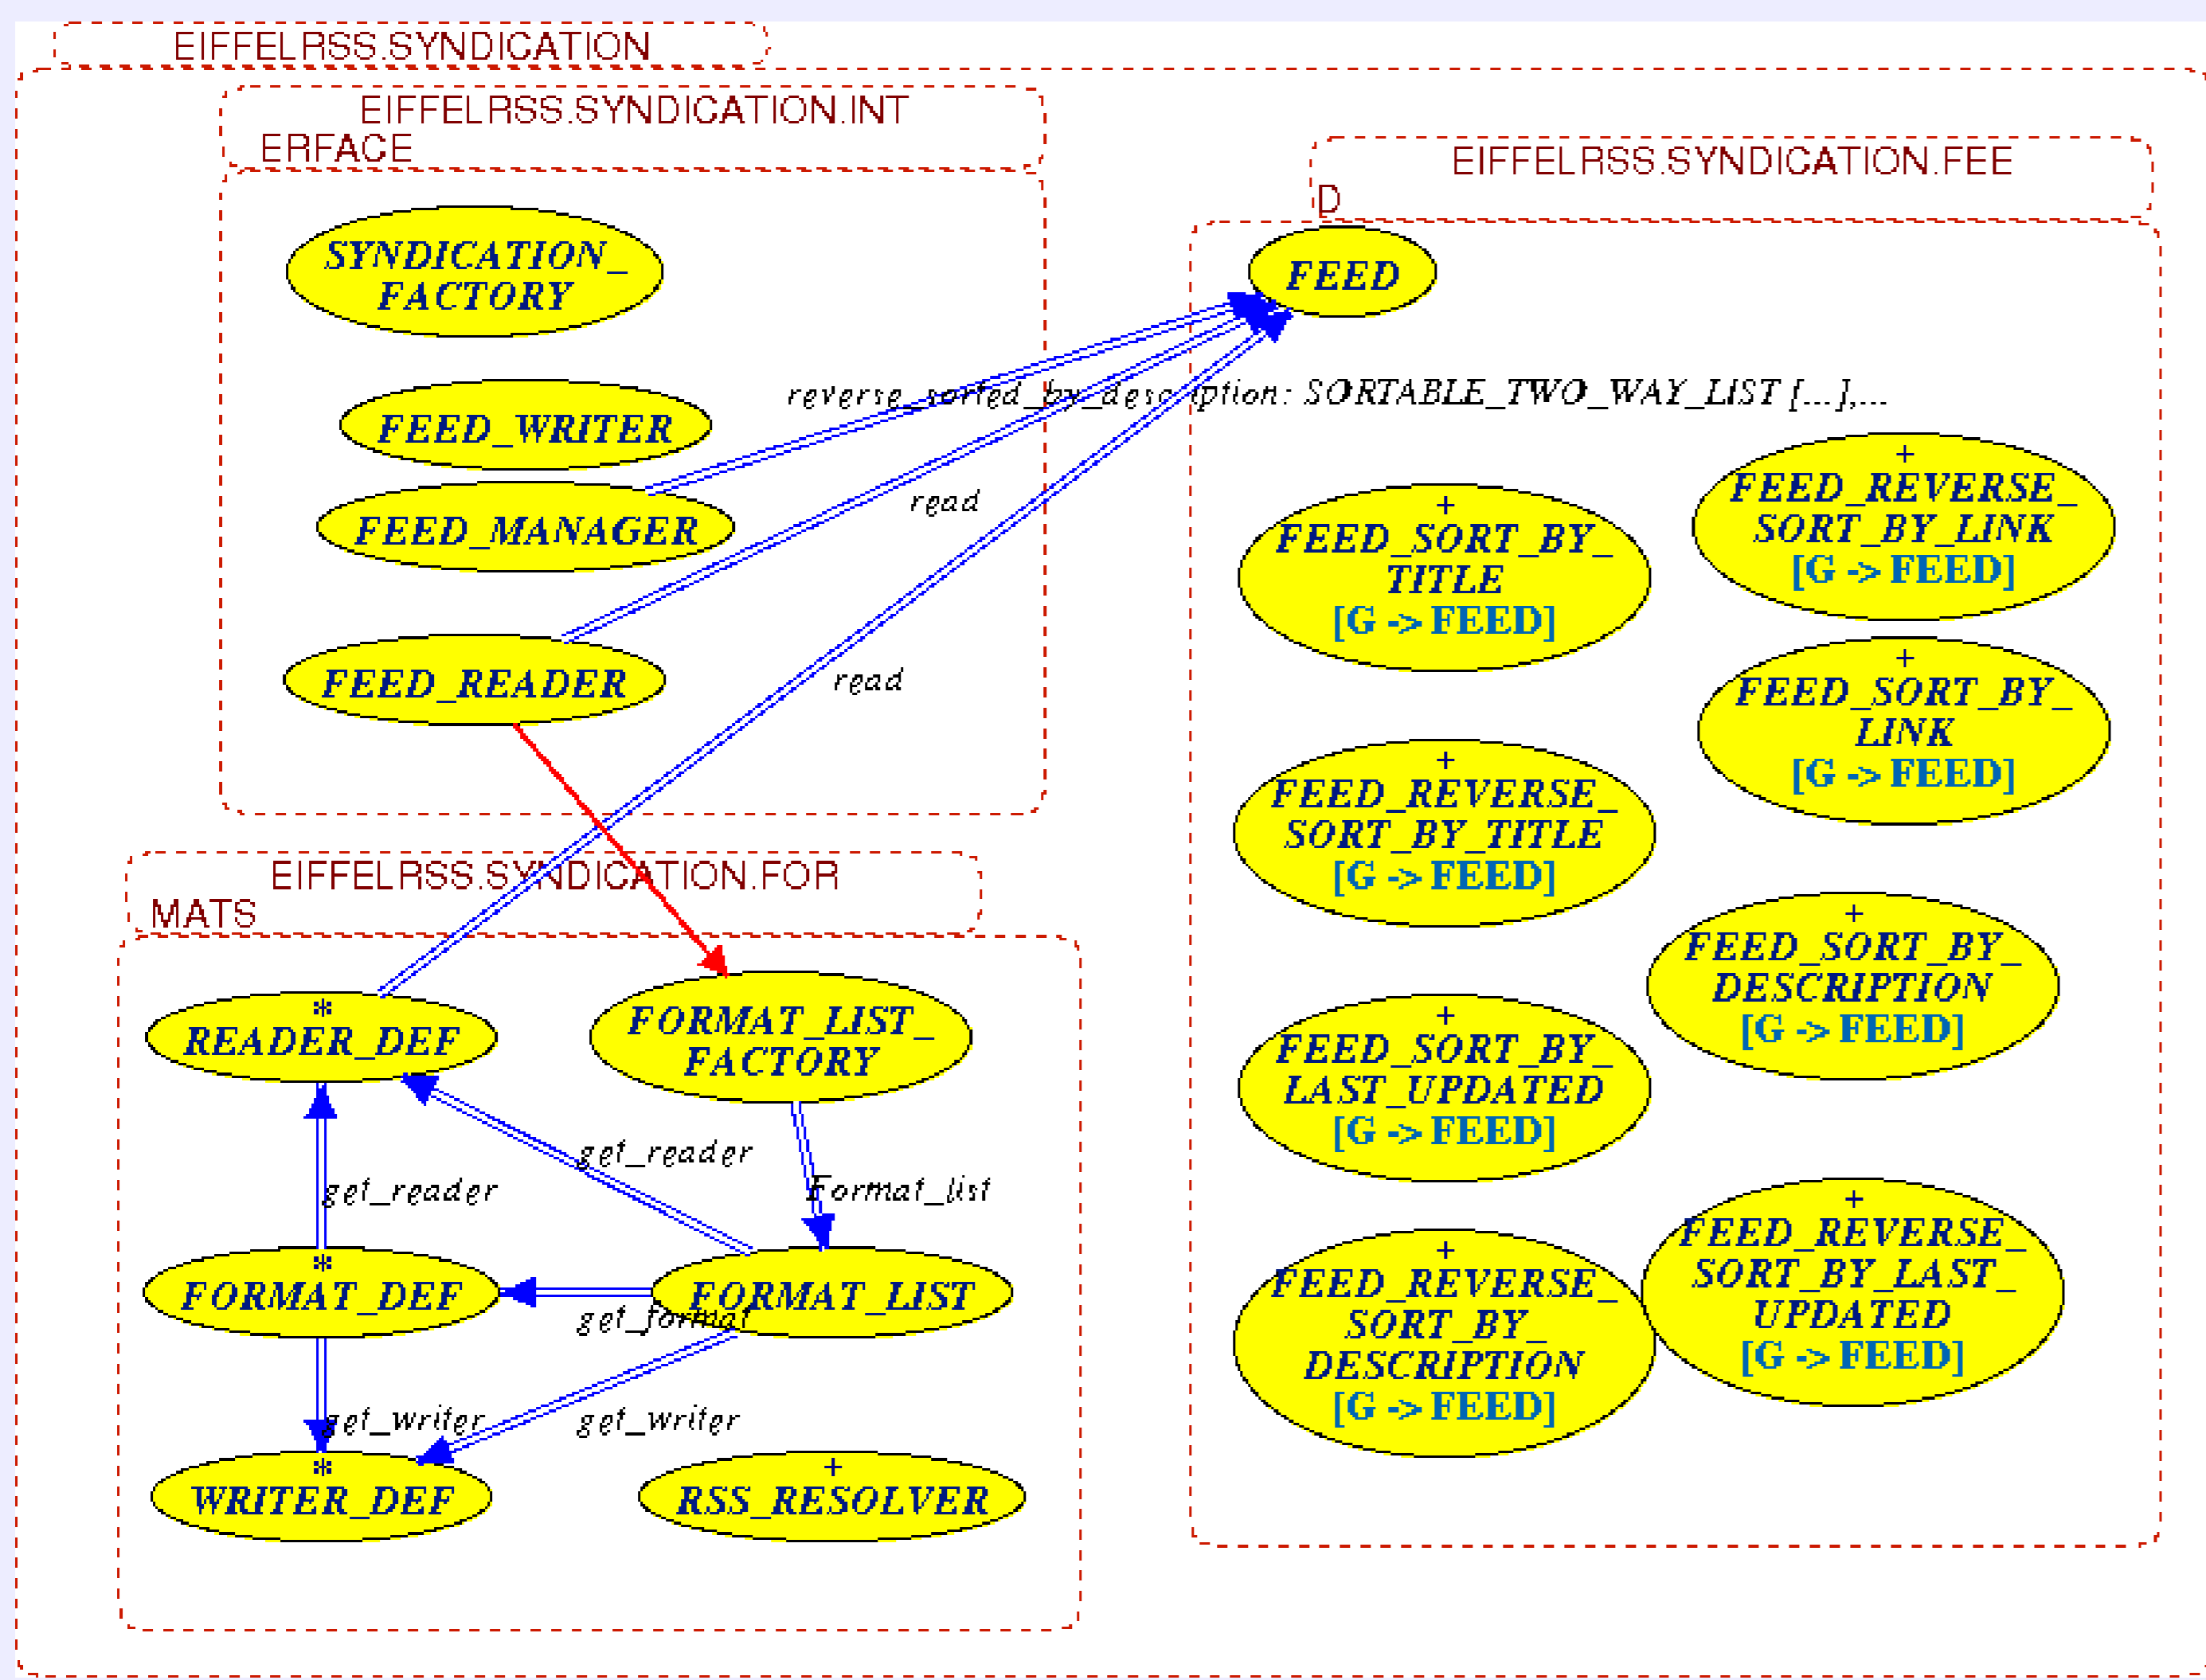 EIFFELRSS.SYNDICATION
EIFFELRSS.SYNDICATION.INT
ERFACE
SYNDICATION_
FACTORY
FEED_WRITER
FEED_MANAGER
FEED_READER
EIFFELRSS.SYNDICATION.FEE
D
FEED
reverse_sorted_by_description: SORTABLE_TWO_WAY_LIST [...],...
read
read
+
FEED_SORT_BY_
TITLE
[G -> FEED]
+
FEED_REVERSE_
SORT_BY_LINK
[G -> FEED]
+
FEED_SORT_BY_
LINK
[G -> FEED]
+
FEED_REVERSE_
SORT_BY_TITLE
[G -> FEED]
+
FEED_SORT_BY_
DESCRIPTION
[G -> FEED]
+
FEED_SORT_BY_
LAST_UPDATED
[G -> FEED]
+
FEED_REVERSE_
SORT_BY_LAST_
UPDATED
[G -> FEED]
+
FEED_REVERSE_
SORT_BY_
DESCRIPTION
[G -> FEED]
EIFFELRSS.SYNDICATION.FOR
MATS
*
READER_DEF
FORMAT_LIST_
FACTORY
get_reader
get_reader
Format_list
*
FORMAT_DEF
FORMAT_LIST
get_format
get_writer
get_writer
*
WRITER_DEF
+
RSS_RESOLVER